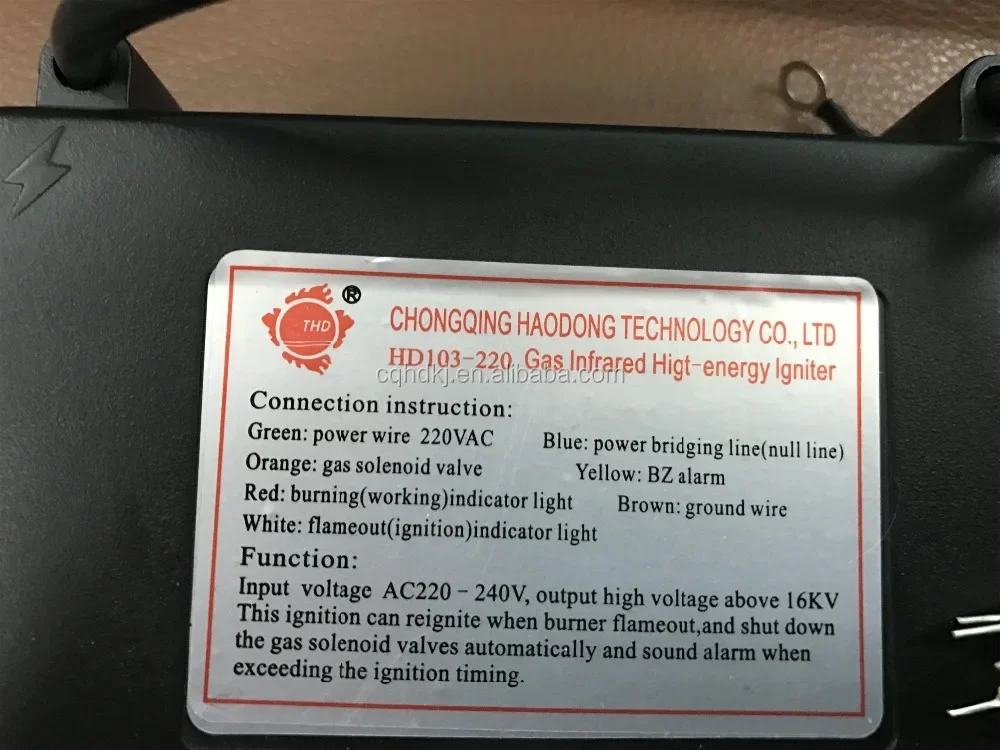 THD ®
CHONGQING HAODONG TECHNOLOGY CO., LTD
HD103-220 Gas Infrared Higt-energy Igniter
cqhdkj.en.alibaba.com
Connection instruction:
Green: power wire 220VAC Blue: power bridging line(null line)
Orange: gas solenoid valve Yellow: BZ alarm
Red: burning(working)indicator light Brown: ground wire
White: flameout(ignition)indicator light
Function:
Input voltage AC220-240V, output high voltage above 16KV
This ignition can reignite when burner flameout,and shut down
the gas solenoid valves automatically and sound alarm when
exceeding the ignition timing.